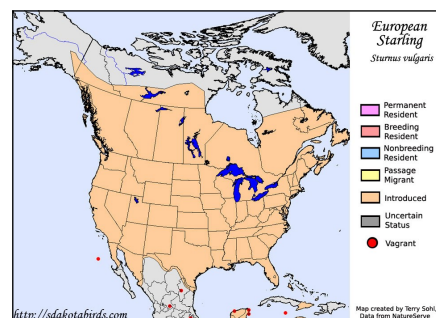 European
Starling
Sturnus vulgaris
Permanent
Resident
Breeding
Resident
Nonbreeding
Resident
Passage
Migrant
Introduced
Uncertain
Status
Vagrant
http://sdakotabirds.com
Map created by Terry Sohl,
Data from NatureServe